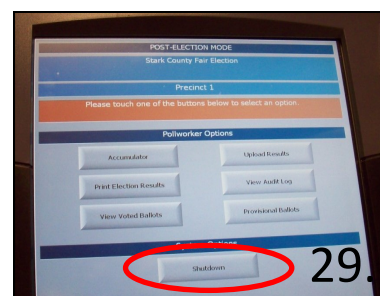 POST-ELECTION MODE
Stark County Fair Election
Precinct 1
Please touch one of the buttons below to select an option.
Pollworker Options
Accumulator
Upload Results
Print Election Results
View Audit Log
View Voted Ballots
Provisional Ballots
Options
Shutdown
29.